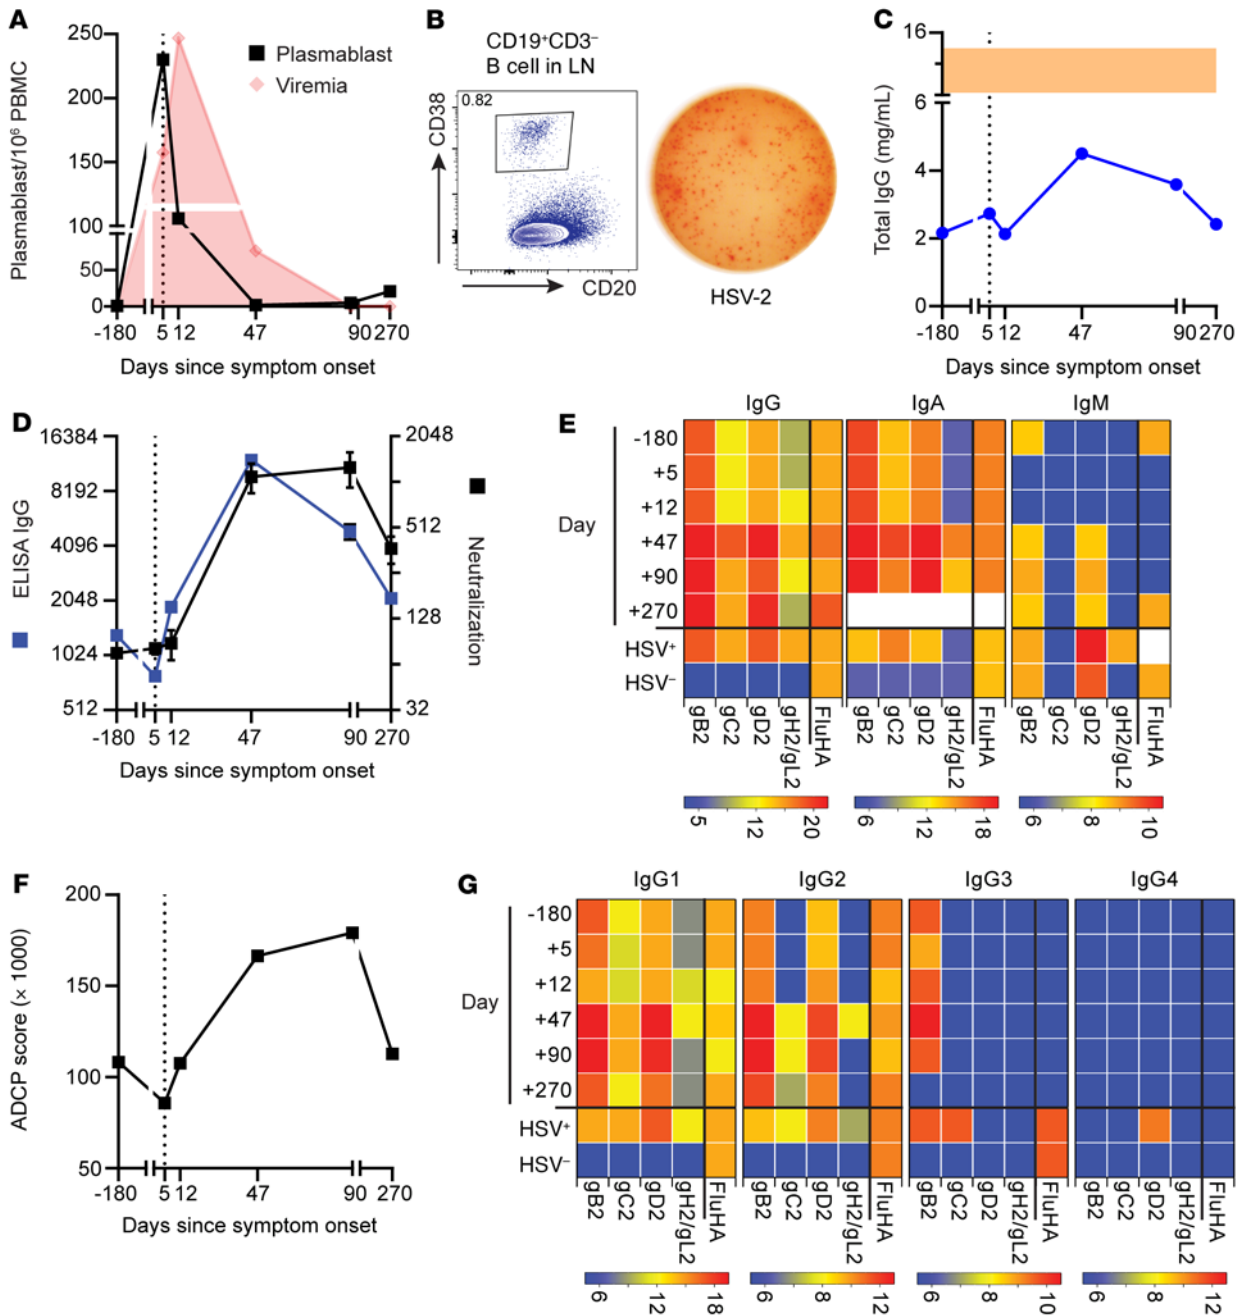 A
250
200
150
100
50
0
Plasmablast/10⁶ PBMC
Plasmablast
Viremia
-180
5
12
47
90
270
Days since symptom onset
B
CD19⁺CD3⁻
B cell in LN
0.82
CD38
CD20
HSV-2
C
16
6
4
2
0
Total IgG (mg/mL)
-180
5
12
47
90
270
Days since symptom onset
D
16384
8192
4096
2048
1024
512
ELISA IgG
2048
512
128
32
Neutralization
-180
5
12
47
90
270
Days since symptom onset
E
IgG
IgA
IgM
Day
-180
+5
+12
+47
+90
+270
HSV⁺
HSV⁻
gB2
gC2
gD2
gH2/gL2
FluHA
gB2
gC2
gD2
gH2/gL2
FluHA
gB2
gC2
gD2
gH2/gL2
FluHA
5
12
20
6
12
18
6
8
10
F
200
150
100
50
ADCP score (× 1000)
-180
5
12
47
90
270
Days since symptom onset
G
IgG1
IgG2
IgG3
IgG4
Day
-180
+5
+12
+47
+90
+270
HSV⁺
HSV⁻
gB2
gC2
gD2
gH2/gL2
FluHA
gB2
gC2
gD2
gH2/gL2
FluHA
gB2
gC2
gD2
gH2/gL2
FluHA
gB2
gC2
gD2
gH2/gL2
FluHA
6
12
18
6
8
12
6
8
10
6
8
12